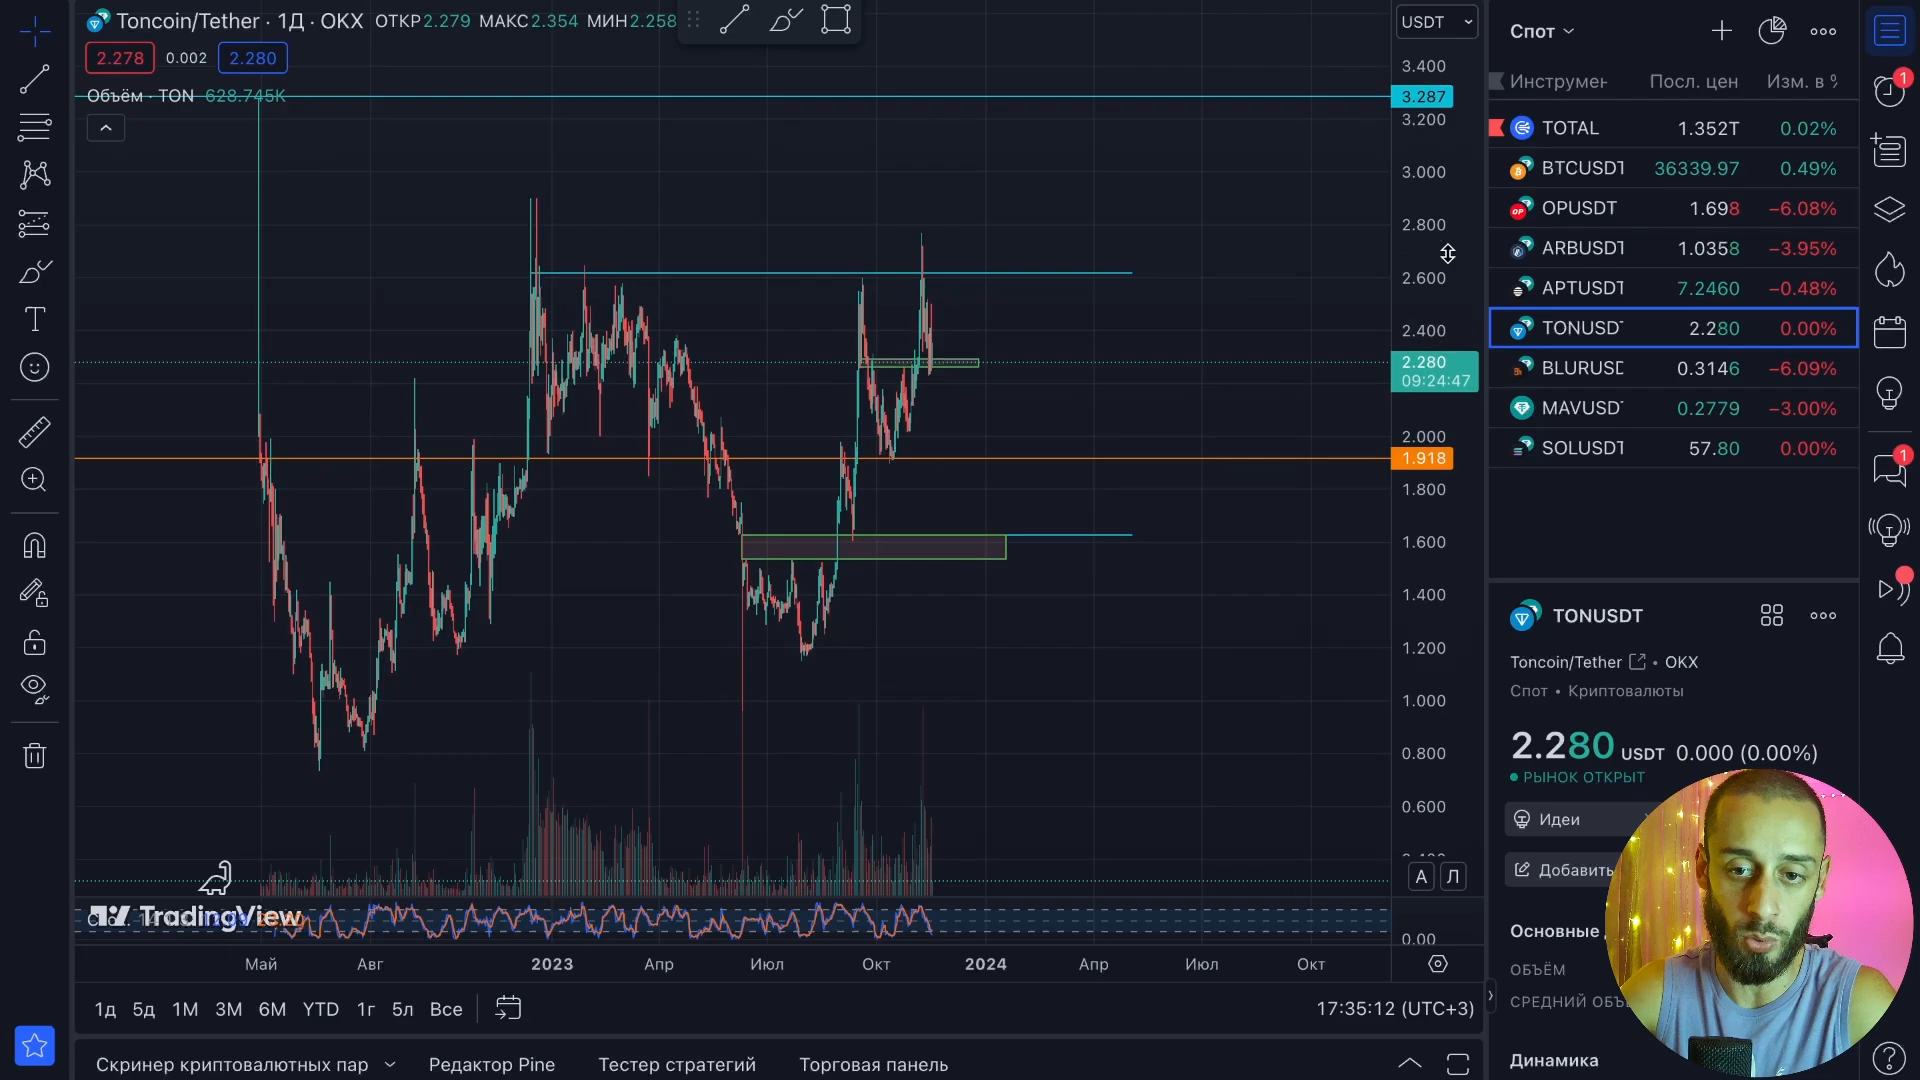 Toncoin/Tether · 1Д · OKX ОТКР2.279 МАКС2.354 МИН2.258
2.278 0.002 2.280
Объём · TON 628.745K
USDT
3.400
3.287
3.200
3.000
2.800
2.600
2.400
2.280
09:24:47
2.000
1.918
1.800
1.600
1.400
1.200
1.000
0.800
0.600
А Л
TradingView
0.00
Май Авг 2023 Апр Июл Окт 2024 Апр Июл Окт
1д 5д 1М 3М 6М YTD 1г 5л Все
17:35:12 (UTC+3)
Скринер криптовалютных пар Редактор Pine Тестер стратегий Торговая панель
Спот
Инструмен Посл. цен Изм. в %
TOTAL 1.352T 0.02%
BTCUSDT 36339.97 0.49%
OPUSDT 1.698 −6.08%
ARBUSDT 1.0358 −3.95%
APTUSDT 7.2460 −0.48%
TONUSDT 2.280 0.00%
BLURUSD 0.3146 −6.09%
MAVUSDT 0.2779 −3.00%
SOLUSDT 57.80 0.00%
TONUSDT
Toncoin/Tether • OKX
Спот • Криптовалюты
2.280 USDT 0.000 (0.00%)
РЫНОК ОТКРЫТ
Идеи
Добавить
Основные
ОБЪЁМ
СРЕДНИЙ ОБЪ
Динамика
1
1